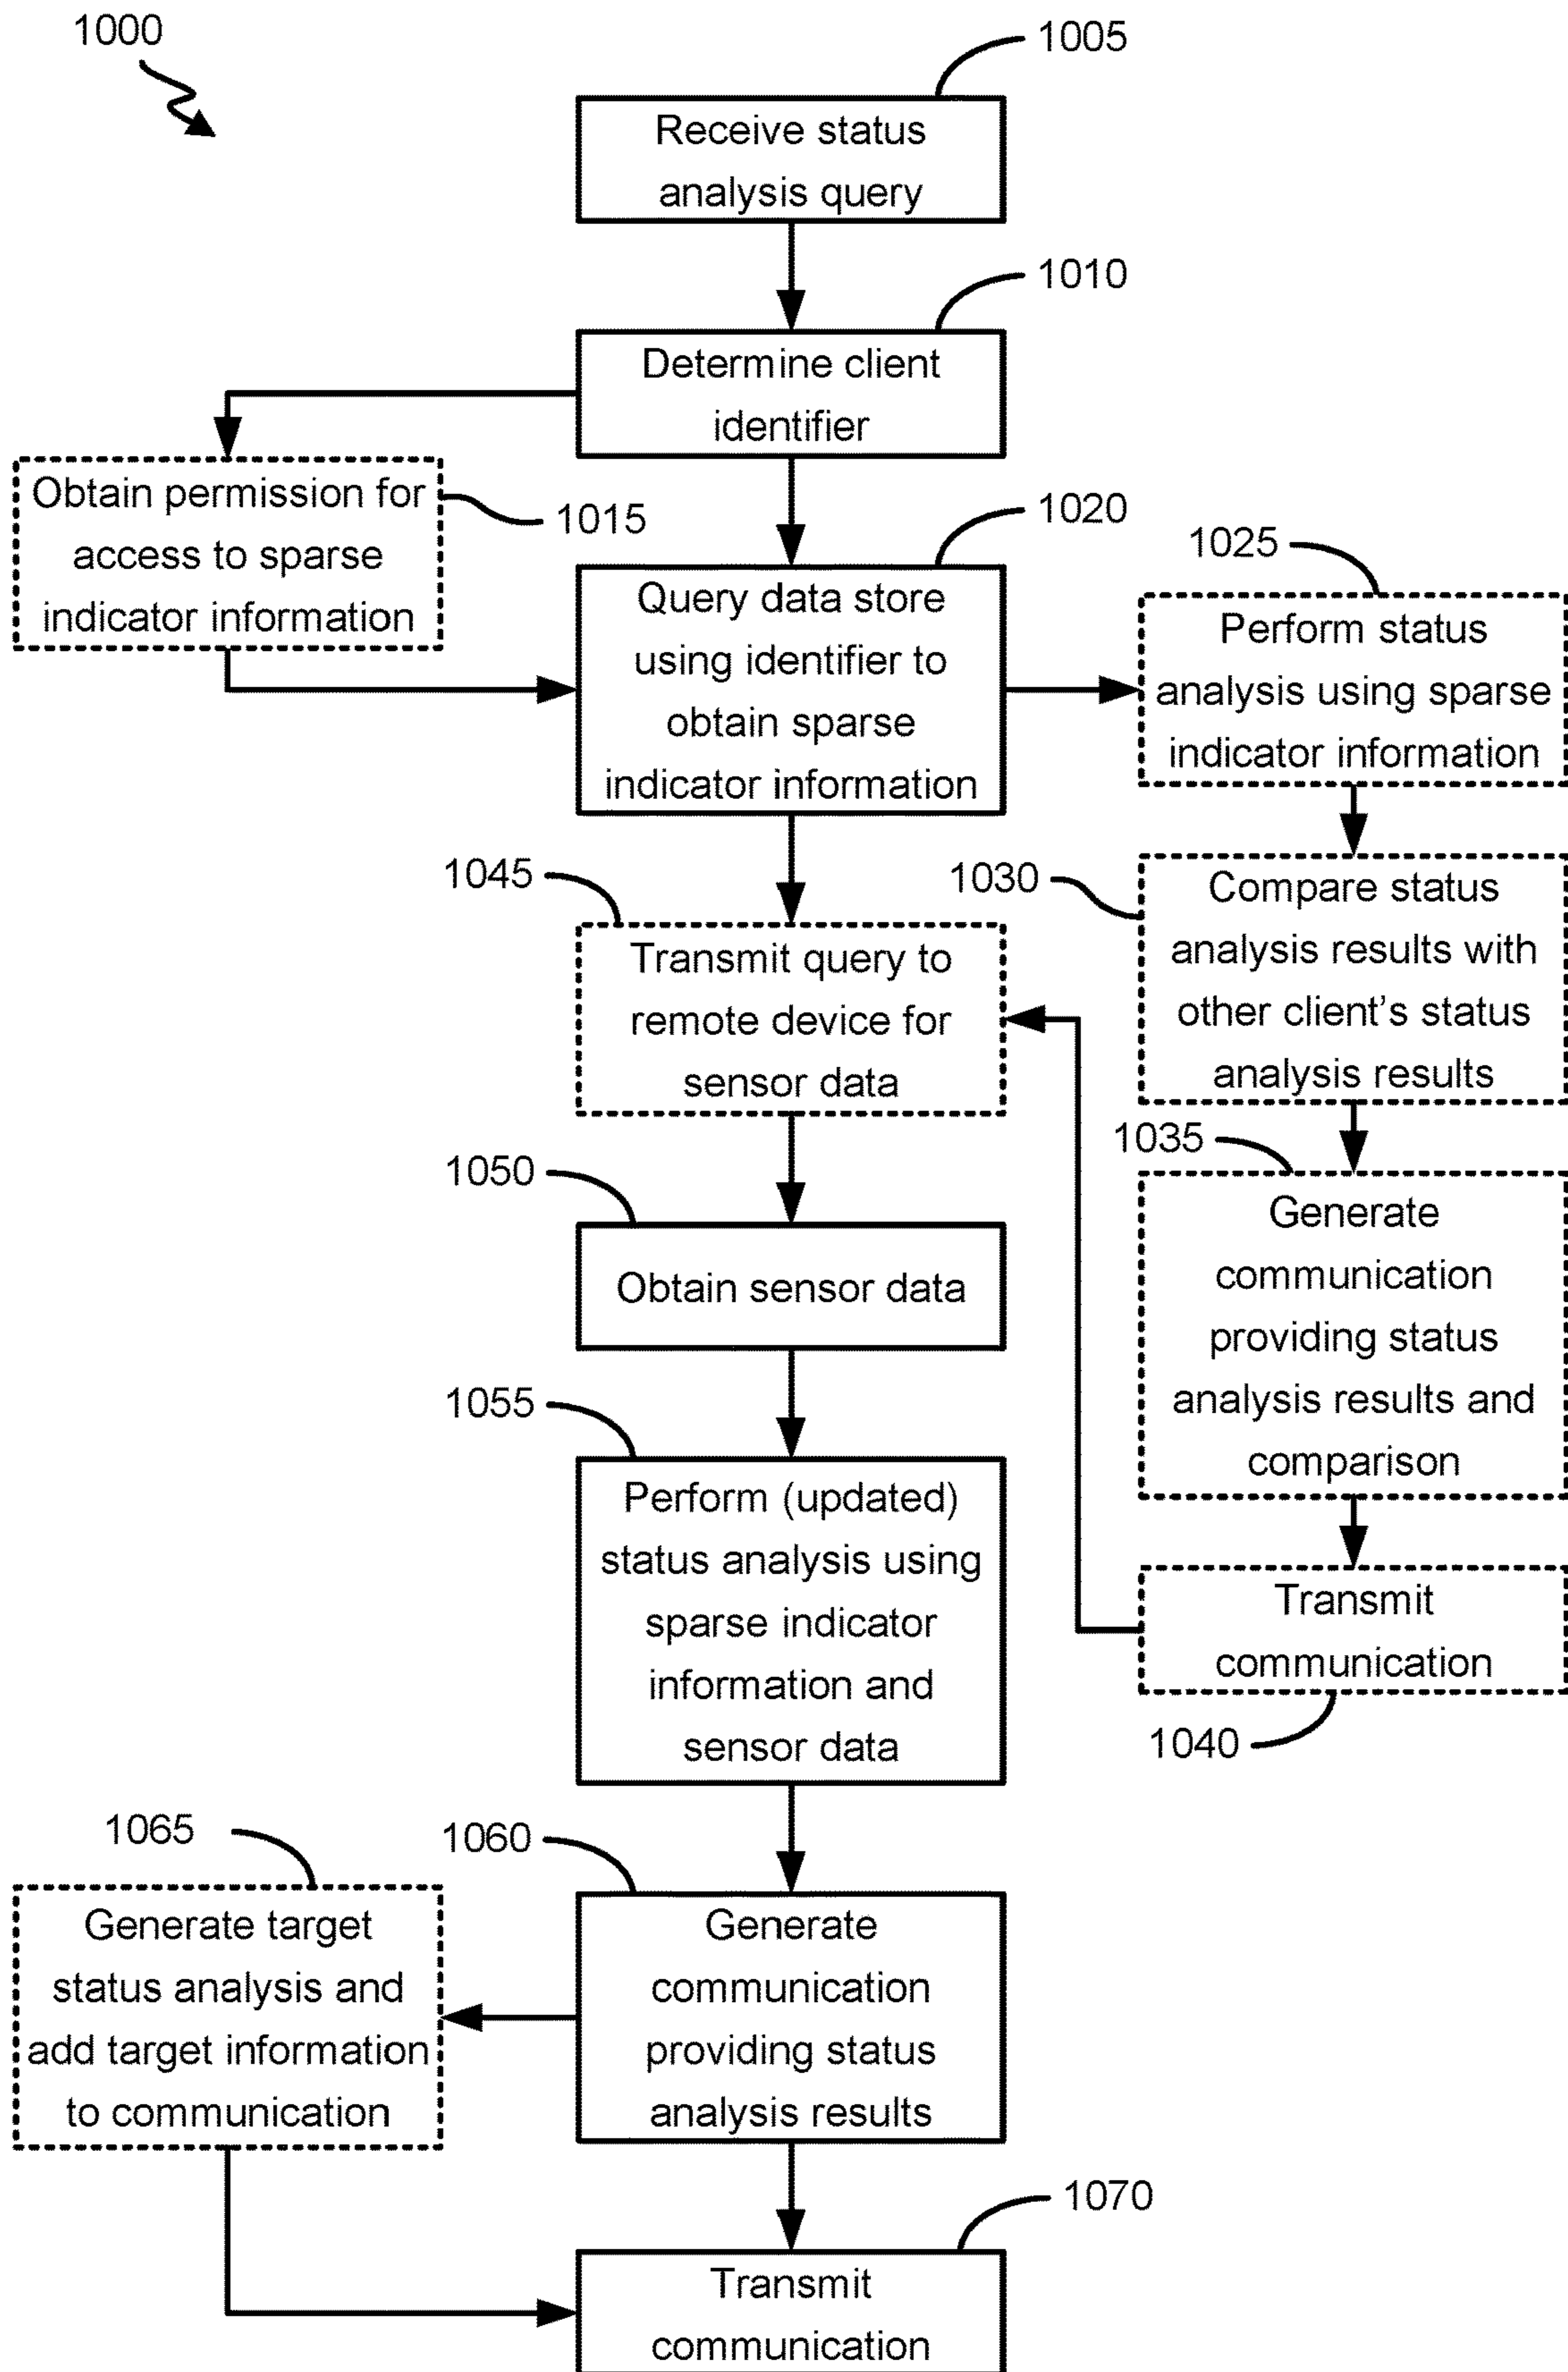 1000
1005
Receive status
analysis query
1010
Determine client
identifier
Obtain permission for
access to sparse
indicator information
1015
1020
Query data store
using identifier to
obtain sparse
indicator information
1025
Perform status
analysis using sparse
indicator information
1030
Compare status
analysis results with
other client's status
analysis results
1035
Generate
communication
providing status
analysis results and
comparison
Transmit
communication
1040
1045
Transmit query to
remote device for
sensor data
1050
Obtain sensor data
1055
Perform (updated)
status analysis using
sparse indicator
information and
sensor data
1060
Generate
communication
providing status
analysis results
1065
Generate target
status analysis and
add target information
to communication
1070
Transmit
communication